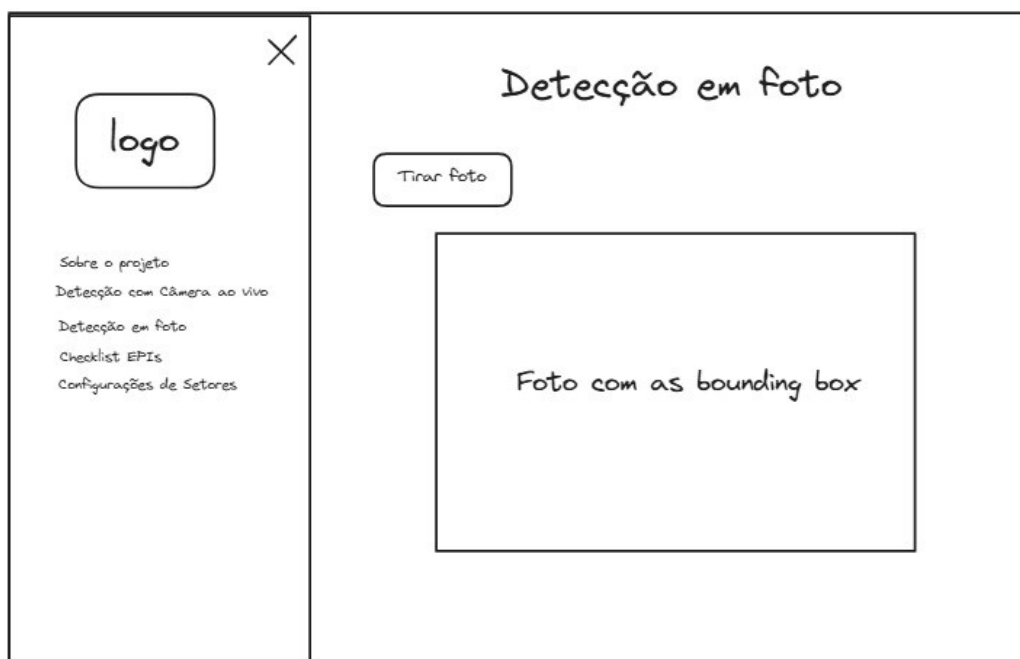 logo
Sobre o projeto
Detecção com Câmera ao vivo
Detecção em foto
Checklist EPIs
Configurações de Setores
Detecção em foto
Tirar foto
Foto com as bounding box